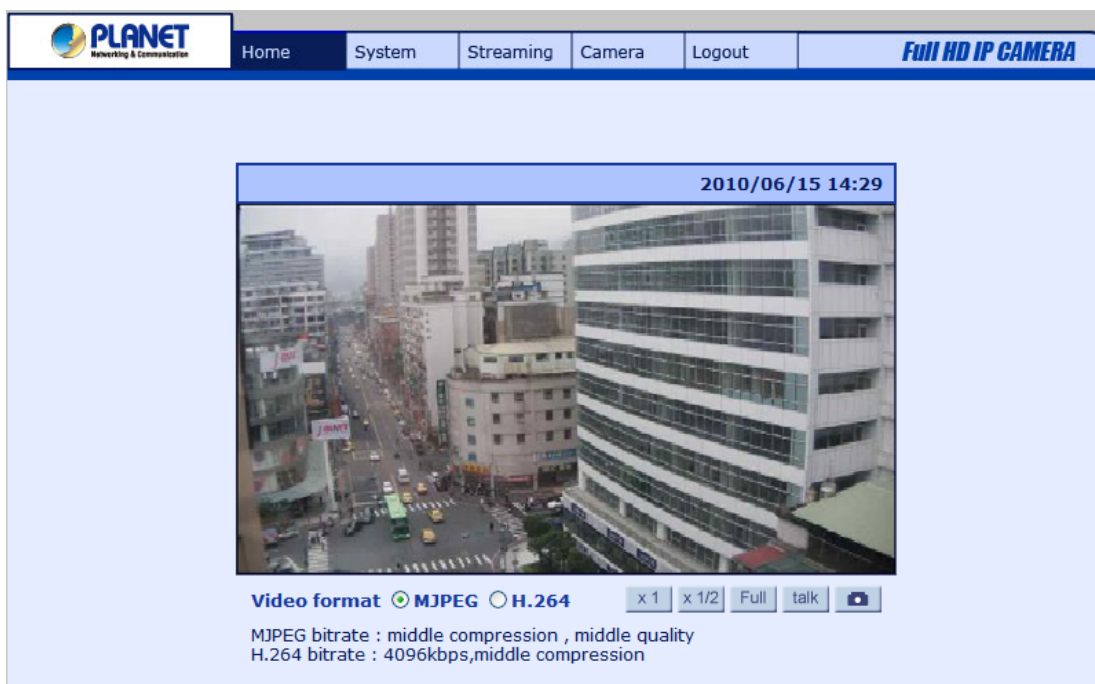 PLANET
Networking & Communication
Home System Streaming Camera Logout Full HD IP CAMERA
2010/06/15 14:29
Video format MJPEG H.264 x 1 x 1/2 Full talk
MJPEG bitrate : middle compression , middle quality
H.264 bitrate : 4096kbps,middle compression